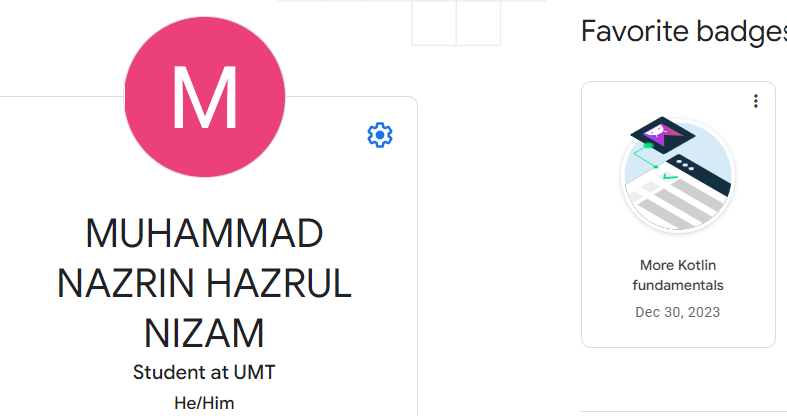 M
MUHAMMAD
NAZRIN HAZRUL
NIZAM
Student at UMT
He/Him
Favorite badges
More Kotlin
fundamentals
Dec 30, 2023